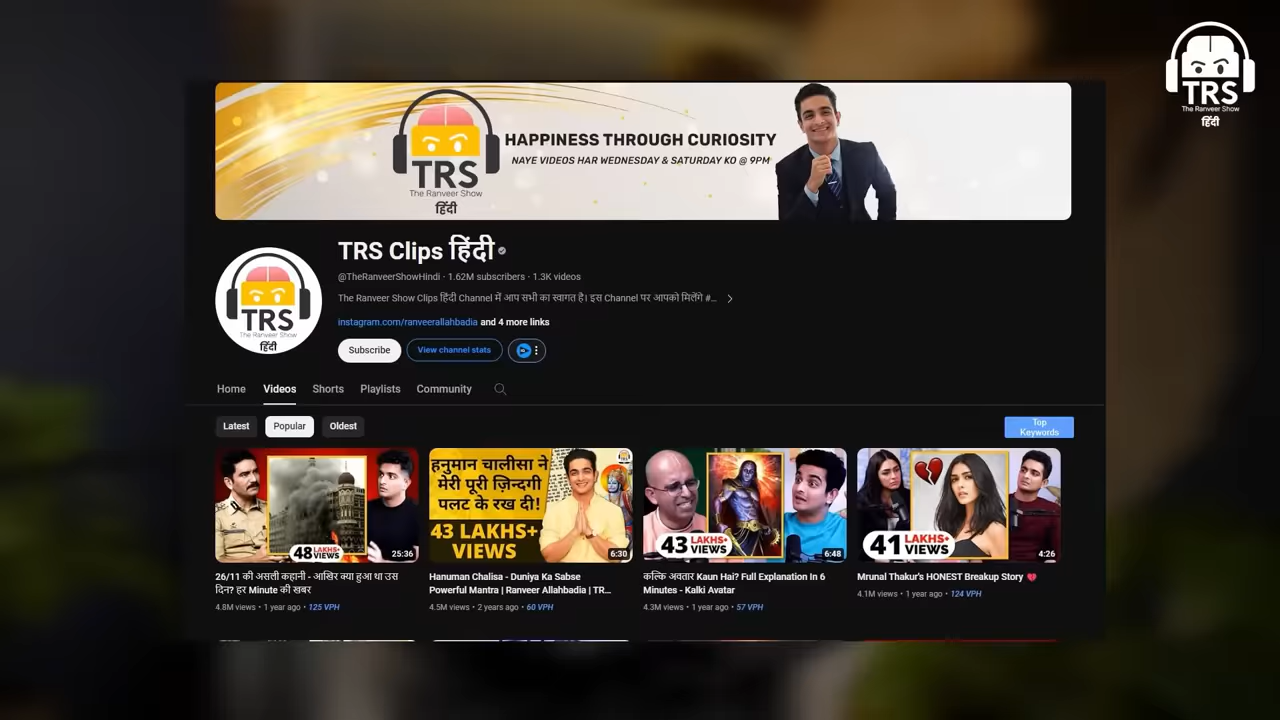 TRS
The Ranveer Show
हिंदी
TRS
The Ranveer Show
हिंदी
HAPPINESS THROUGH CURIOSITY
NAYE VIDEOS HAR WEDNESDAY & SATURDAY KO @ 9PM
TRS
The Ranveer Show
हिंदी
TRS Clips हिंदी
@TheRanveerShowHindi · 1.62M subscribers · 1.3K videos
The Ranveer Show Clips हिंदी Channel में आप सभी का स्वागत है। इस Channel पर आपको मिलेंगे #...
instagram.com/ranveerallahbadia and 4 more links
Subscribe
View channel stats
Home Videos Shorts Playlists Community
Latest Popular Oldest
Top
Keywords
48 LAKHS+
VIEWS
25:36
हनुमान चालीसा ने
मेरी पूरी ज़िन्दगी
पलट के रख दी!
43 LAKHS+
VIEWS
6:30
43 LAKHS+
VIEWS
6:48
41 LAKHS+
VIEWS
4:26
26/11 की असली कहानी - आखिर क्या हुआ था उस
दिन? हर Minute की खबर
4.8M views • 1 year ago • 125 VPH
Hanuman Chalisa - Duniya Ka Sabse
Powerful Mantra | Ranveer Allahbadia | TR...
4.5M views • 2 years ago • 60 VPH
कल्कि अवतार Kaun Hai? Full Explanation In 6
Minutes - Kalki Avatar
4.3M views • 1 year ago • 57 VPH
Mrunal Thakur's HONEST Breakup Story 💔
4.1M views • 1 year ago • 124 VPH